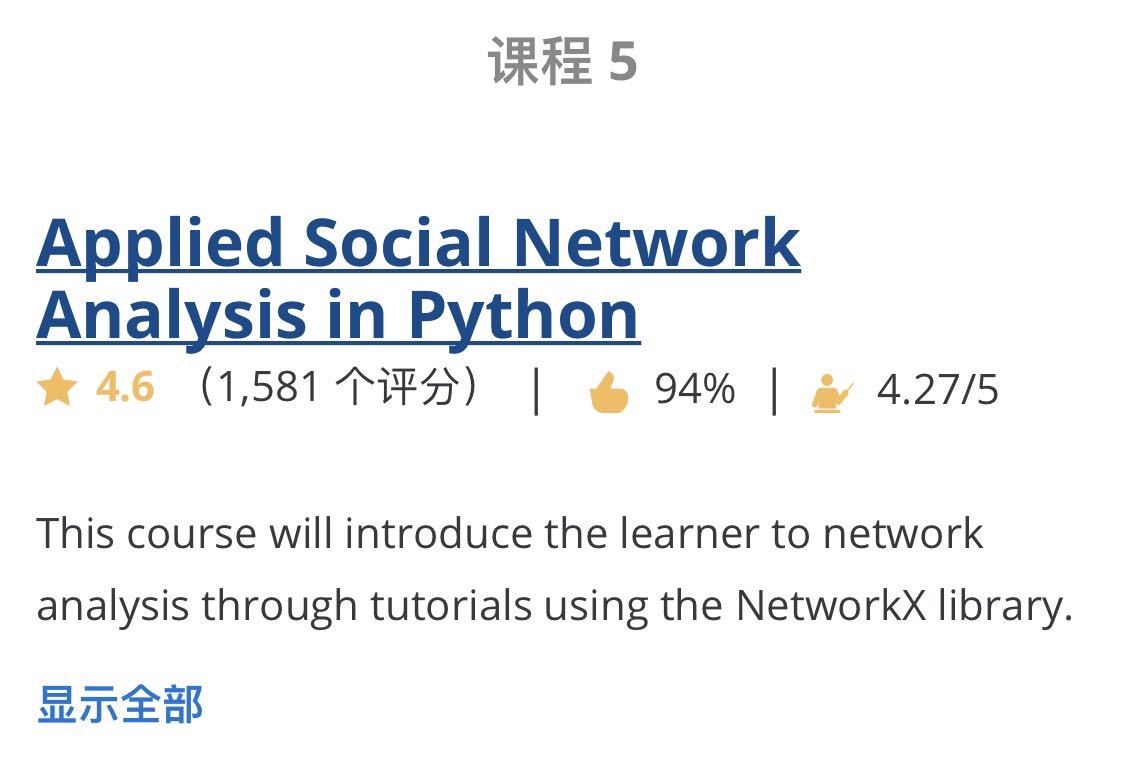 课程 5
Applied Social Network
Analysis in Python
4.6 （1,581 个评分） | 94% | 4.27/5
This course will introduce the learner to network
analysis through tutorials using the NetworkX library.
显示全部